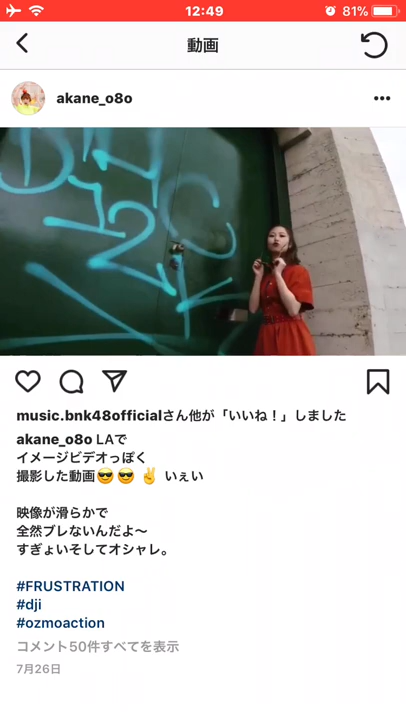 12:49
81%
動画
akane_o8o
music.bnk48officialさん他が「いいね！」しました
akane_o8o LAで
イメージビデオっぽく
撮影した動画😎😎 ✌️ いぇい
映像が滑らかで
全然ブレないんだよ〜
すぎょいそしてオシャレ。
#FRUSTRATION
#dji
#ozmoaction
コメント50件すべてを表示
7月26日